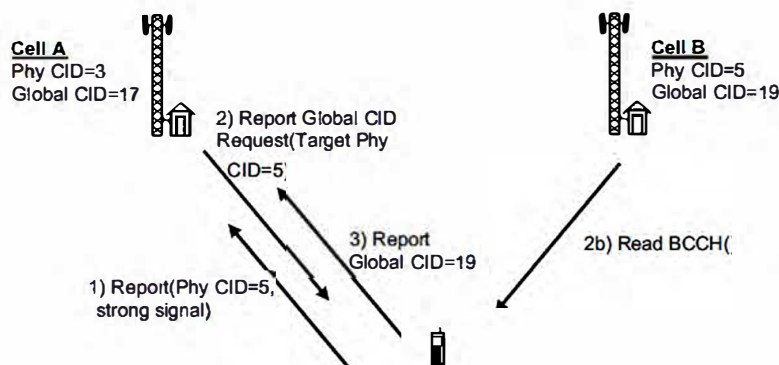 Cell A
Phy CID=3
Global CID=17
Cell B
Phy CID=5
Global CID=19
2) Report Global CID
Request(Target Phy
CID=5)
3) Report
Global CID=19
2b) Read BCCH(
1) Report(Phy CID=5,
strong signal)